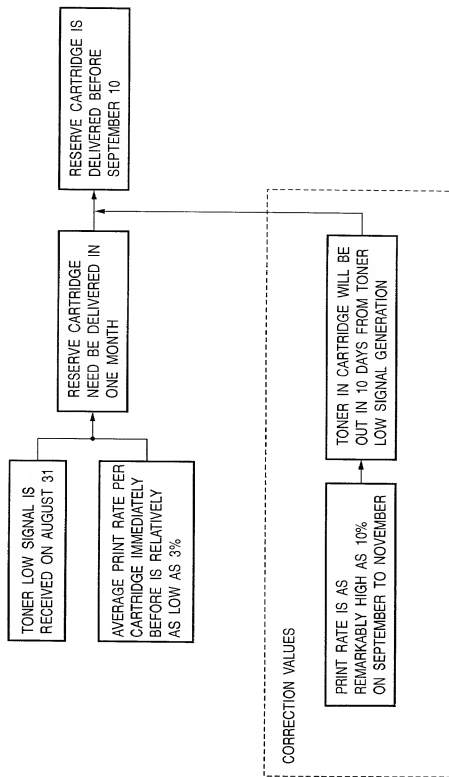 TONER LOW SIGNAL IS
RECEIVED ON AUGUST 31
AVERAGE PRINT RATE PER
CARTRIDGE IMMEDIATELY
BEFORE IS RELATIVELY
AS LOW AS 3%
RESERVE CARTRIDGE
NEED BE DELIVERED IN
ONE MONTH
RESERVE CARTRIDGE IS
DELIVERED BEFORE
SEPTEMBER 10
CORRECTION VALUES
PRINT RATE IS AS
REMARKABLY HIGH AS 10%
ON SEPTEMBER TO NOVEMBER
TONER IN CARTRIDGE WILL BE
OUT IN 10 DAYS FROM TONER
LOW SIGNAL GENERATION